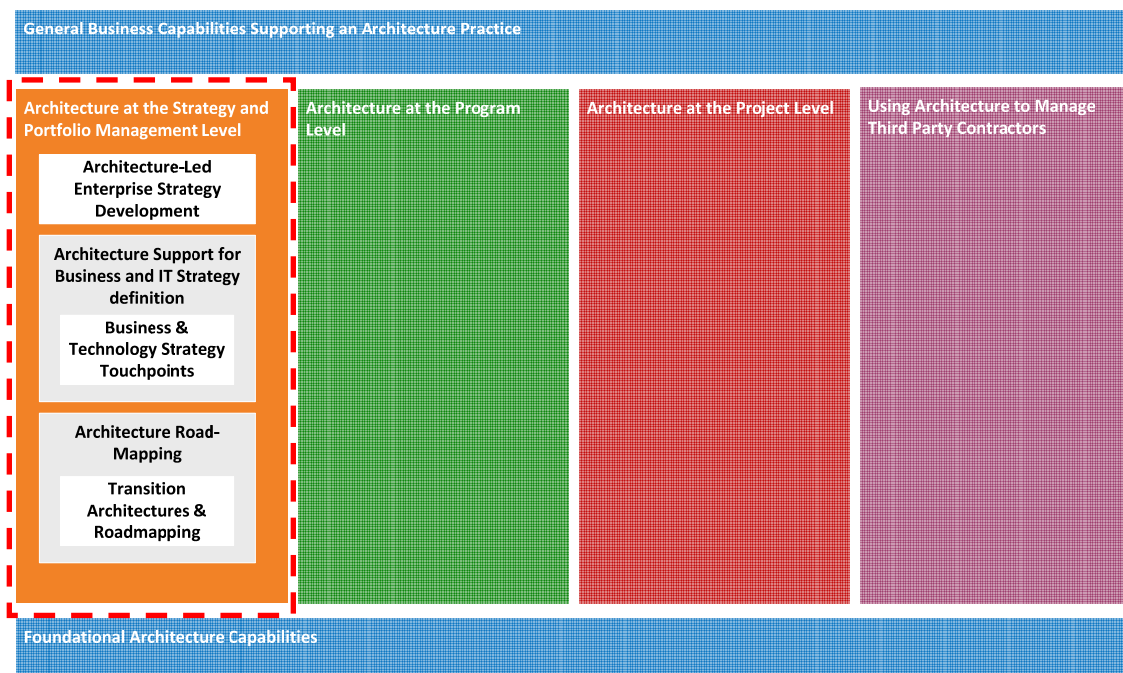 General Business Capabilities Supporting an Architecture Practice
Architecture at the Strategy and
Portfolio Management Level
Architecture-Led
Enterprise Strategy
Development
Architecture Support for
Business and IT Strategy
definition
Business &
Technology Strategy
Touchpoints
Architecture Road-
Mapping
Transition
Architectures &
Roadmapping
Architecture at the Program
Level
Architecture at the Project Level
Using Architecture to Manage
Third Party Contractors
Foundational Architecture Capabilities